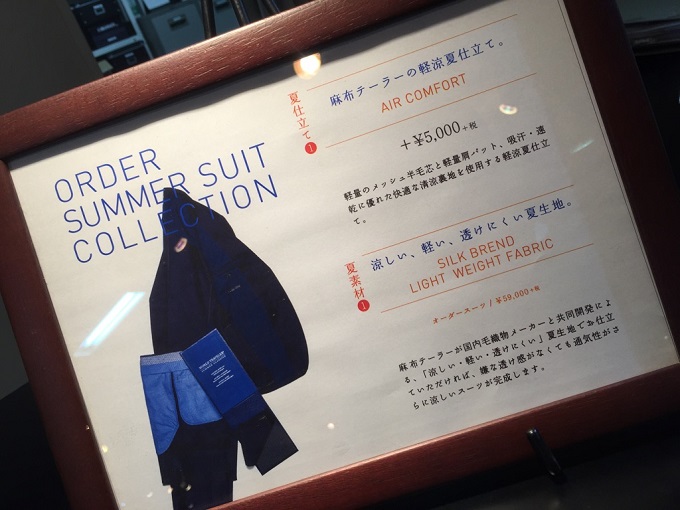 ORDER
SUMMER SUIT
COLLECTION
夏仕立て1
麻布テーラーの軽涼夏仕立て。
AIR COMFORT
+¥5,000+税
軽量のメッシュ半毛芯と軽量肩パット、吸汗・速
乾に優れた快適な清涼裏地を使用する軽涼夏仕立
て。
夏素材1
涼しい、軽い、透けにくい夏生地。
SILK BREND
LIGHT WEIGHT FABRIC
オーダースーツ / ¥59,000+税
麻布テーラーが国内毛織物メーカーと共同開発によ
る、「涼しい・軽い・透けにくい」夏生地でお仕立
ていただければ、嫌な透け感がなくても通気性がさ
らに涼しいスーツが完成します。